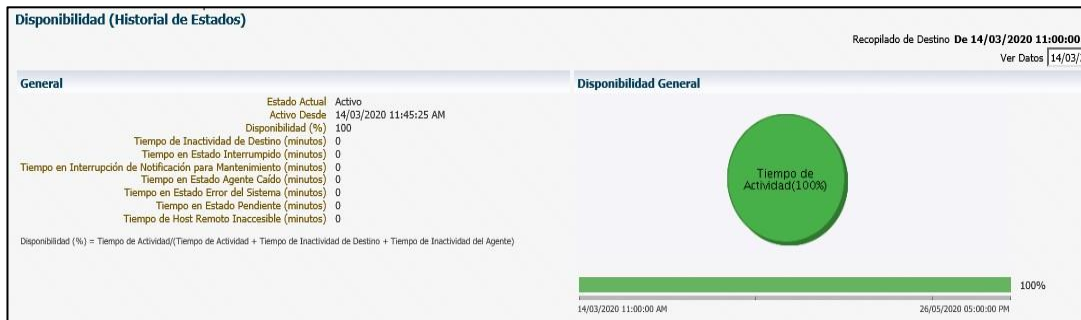 Disponibilidad (Historial de Estados)
Recopilado de Destino De 14/03/2020 11:00:00
Ver Datos 14/03/
General
Estado Actual Activo
Activo Desde 14/03/2020 11:45:25 AM
Disponibilidad (%) 100
Tiempo de Inactividad de Destino (minutos) 0
Tiempo en Estado Interrumpido (minutos) 0
Tiempo en Interrupción de Notificación para Mantenimiento (minutos) 0
Tiempo en Estado Agente Caído (minutos) 0
Tiempo en Estado Error del Sistema (minutos) 0
Tiempo en Estado Pendiente (minutos) 0
Tiempo de Host Remoto Inaccesible (minutos) 0
Disponibilidad (%) = Tiempo de Actividad/(Tiempo de Actividad + Tiempo de Inactividad de Destino + Tiempo de Inactividad del Agente)
Disponibilidad General
Tiempo de
Actividad(100%)
100%
14/03/2020 11:00:00 AM 26/05/2020 05:00:00 PM